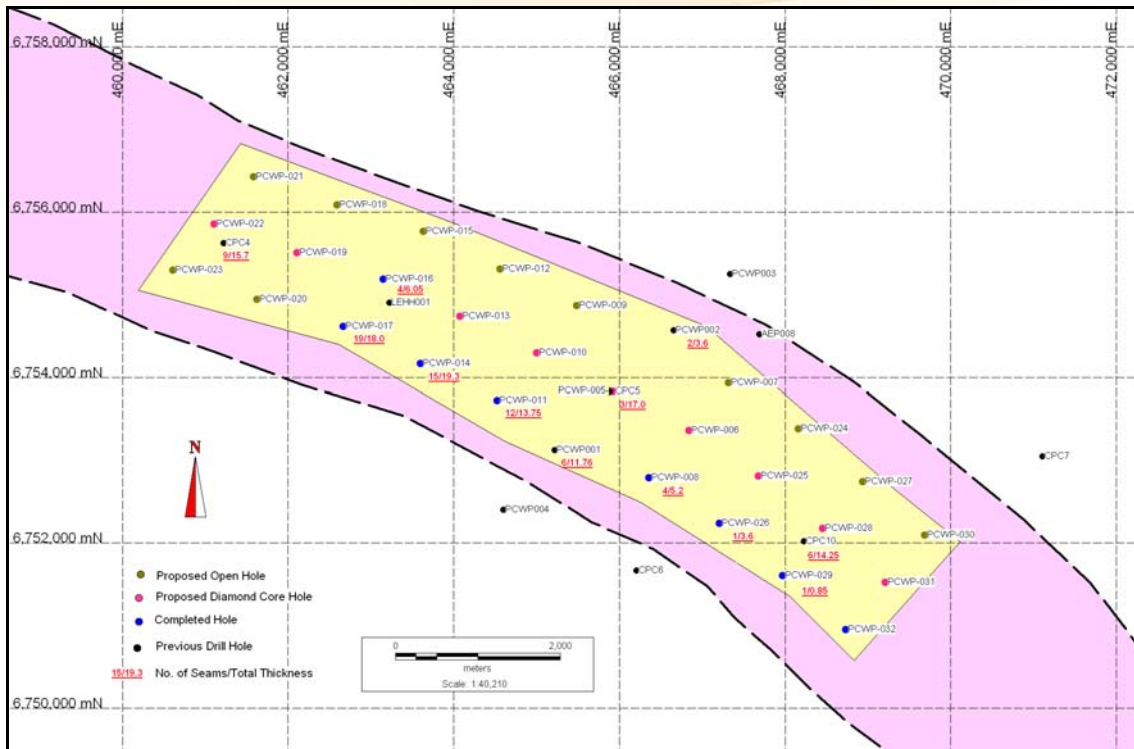 460,000 mE
462,000 mE
464,000 mE
466,000 mE
468,000 mE
470,000 mE
472,000 mE
6,758,000 mN
PCWP-021
6,756,000 mN
PCWP-018
PCWP-022
PCWP-015
CPC4
9/15.7
PCWP-019
PCWP-023
PCWP-012
PCWP003
PCWP-016
4/6.05
PCWP-020
LEHH001
PCWP-009
PCWP-017
19/18.0
PCWP-013
PCWP002
2/3.6
AEP008
PCWP-014
15/19.3
PCWP-010
6,754,000 mN
PCWP-007
PCWP-011
12/13.75
PCWP-005
CPC5
3/17.0
PCWP-006
PCWP-024
PCWP001
6/11.76
CPC7
PCWP-008
4/5.2
PCWP-025
PCWP-027
PCWP004
PCWP-026
1/3.6
PCWP-028
CPC10
6/14.25
PCWP-030
6,752,000 mN
CPC6
PCWP-029
1/0.85
PCWP-031
PCWP-032
N
Proposed Open Hole
Proposed Diamond Core Hole
Completed Hole
Previous Drill Hole
15/19.3 No. of Seams/Total Thickness
0 2,000
meters
Scale: 1:40,210
6,750,000 mN